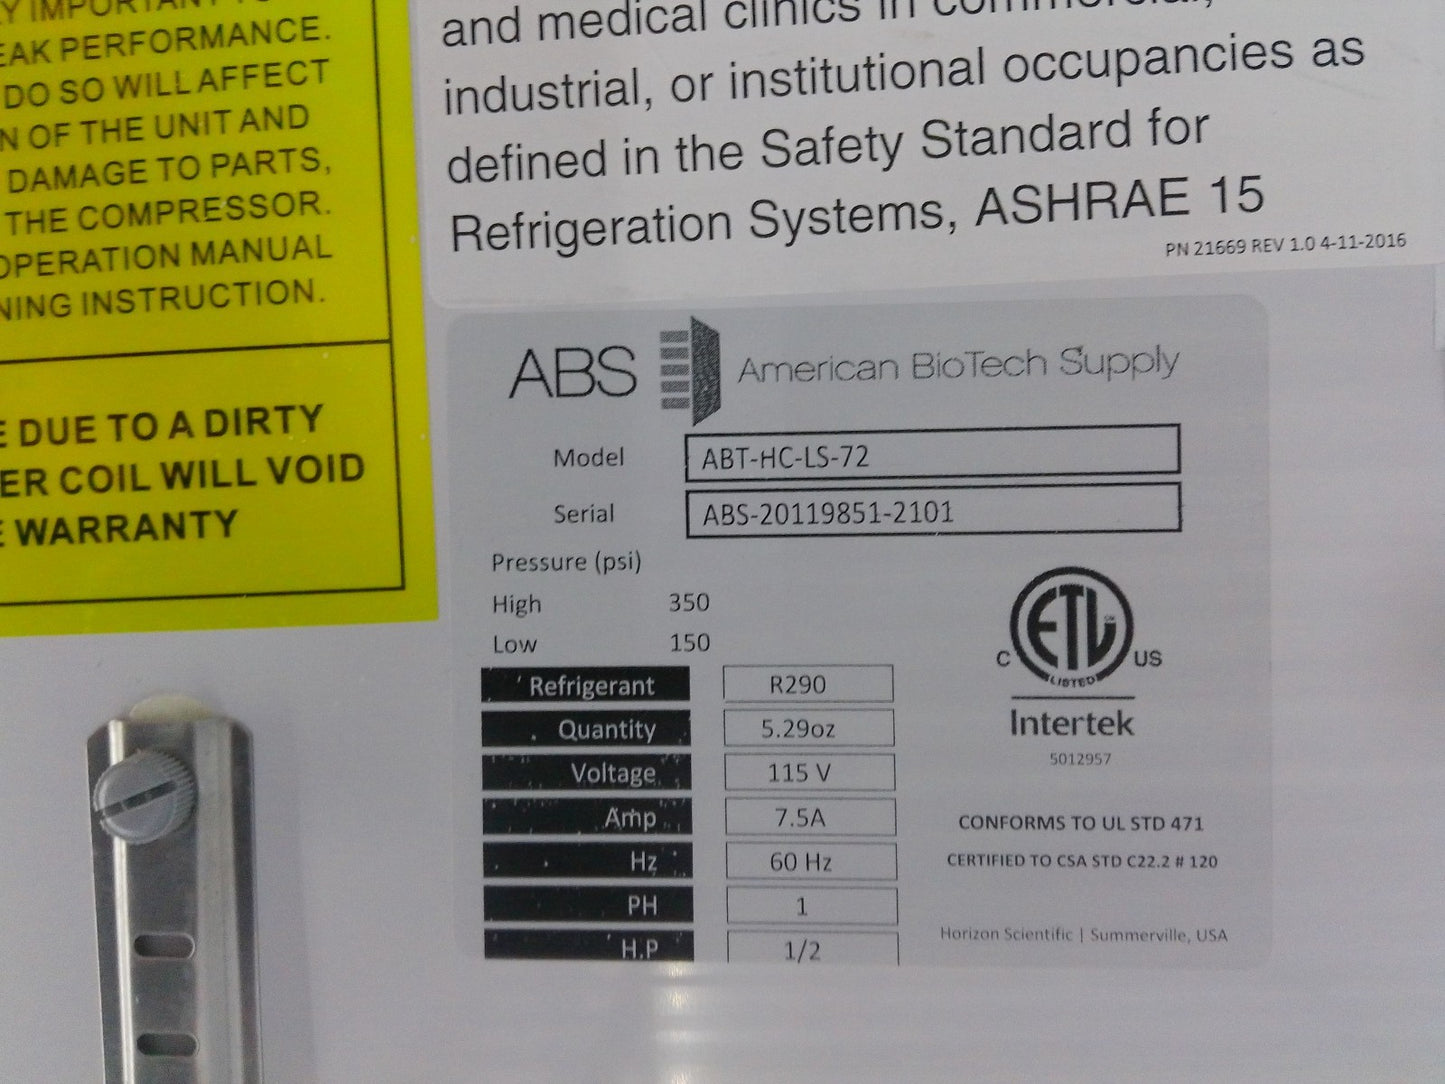 IMPORTANT
EAK PERFORMANCE.
DO SO WILL AFFECT
N OF THE UNIT AND
DAMAGE TO PARTS,
THE COMPRESSOR.
OPERATION MANUAL
NING INSTRUCTION.
E DUE TO A DIRTY
ER COIL WILL VOID
E WARRANTY
and medical clinics in commercial,
industrial, or institutional occupancies as
defined in the Safety Standard for
Refrigeration Systems, ASHRAE 15
PN 21669 REV 1.0 4-11-2016
ABS American BioTech Supply
Model ABT-HC-LS-72
Serial ABS-20119851-2101
Pressure (psi)
High 350
Low 150
Refrigerant R290
Quantity 5.29oz
Voltage 115 V
Amp 7.5A
Hz 60 Hz
PH 1
H.P 1/2
ETL
C US
LISTED
Intertek
5012957
CONFORMS TO UL STD 471
CERTIFIED TO CSA STD C22.2 # 120
Horizon Scientific | Summerville, USA